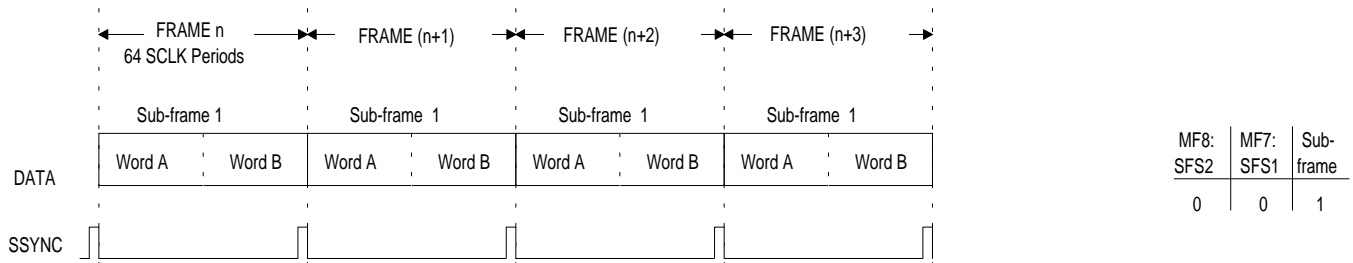 FRAME n
64 SCLK Periods
FRAME (n+1)
FRAME (n+2)
FRAME (n+3)
Sub-frame 1
Sub-frame 1
Sub-frame 1
Sub-frame 1
DATA
Word A
Word B
Word A
Word B
Word A
Word B
Word A
Word B
SSYNC
MF8: MF7: Sub-
SFS2 SFS1 frame
0 0 1